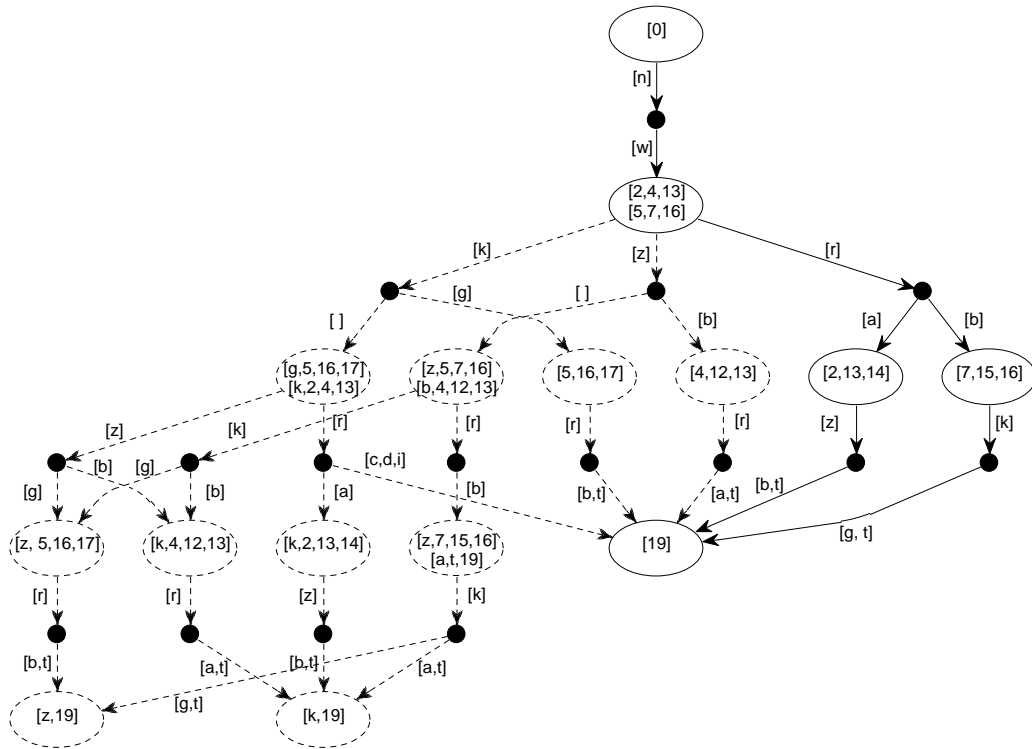 [0]
[n]
[w]
[2,4,13]
[5,7,16]
[k]
[z]
[r]
[g]
[ ]
[ ]
[b]
[a]
[b]
[g,5,16,17]
[k,2,4,13]
[z,5,7,16]
[b,4,12,13]
[5,16,17]
[4,12,13]
[2,13,14]
[7,15,16]
[z]
[k]
[r]
[r]
[r]
[r]
[z]
[k]
[g]
[b]
[g]
[b]
[c,d,i]
[a]
[b]
[b,t]
[a,t]
[b,t]
[g, t]
[z, 5,16,17]
[k,4,12,13]
[k,2,13,14]
[z,7,15,16]
[a,t,19]
[19]
[r]
[r]
[z]
[k]
[b,t]
[a,t]
[b,t]
[a,t]
[g,t]
[z,19]
[k,19]